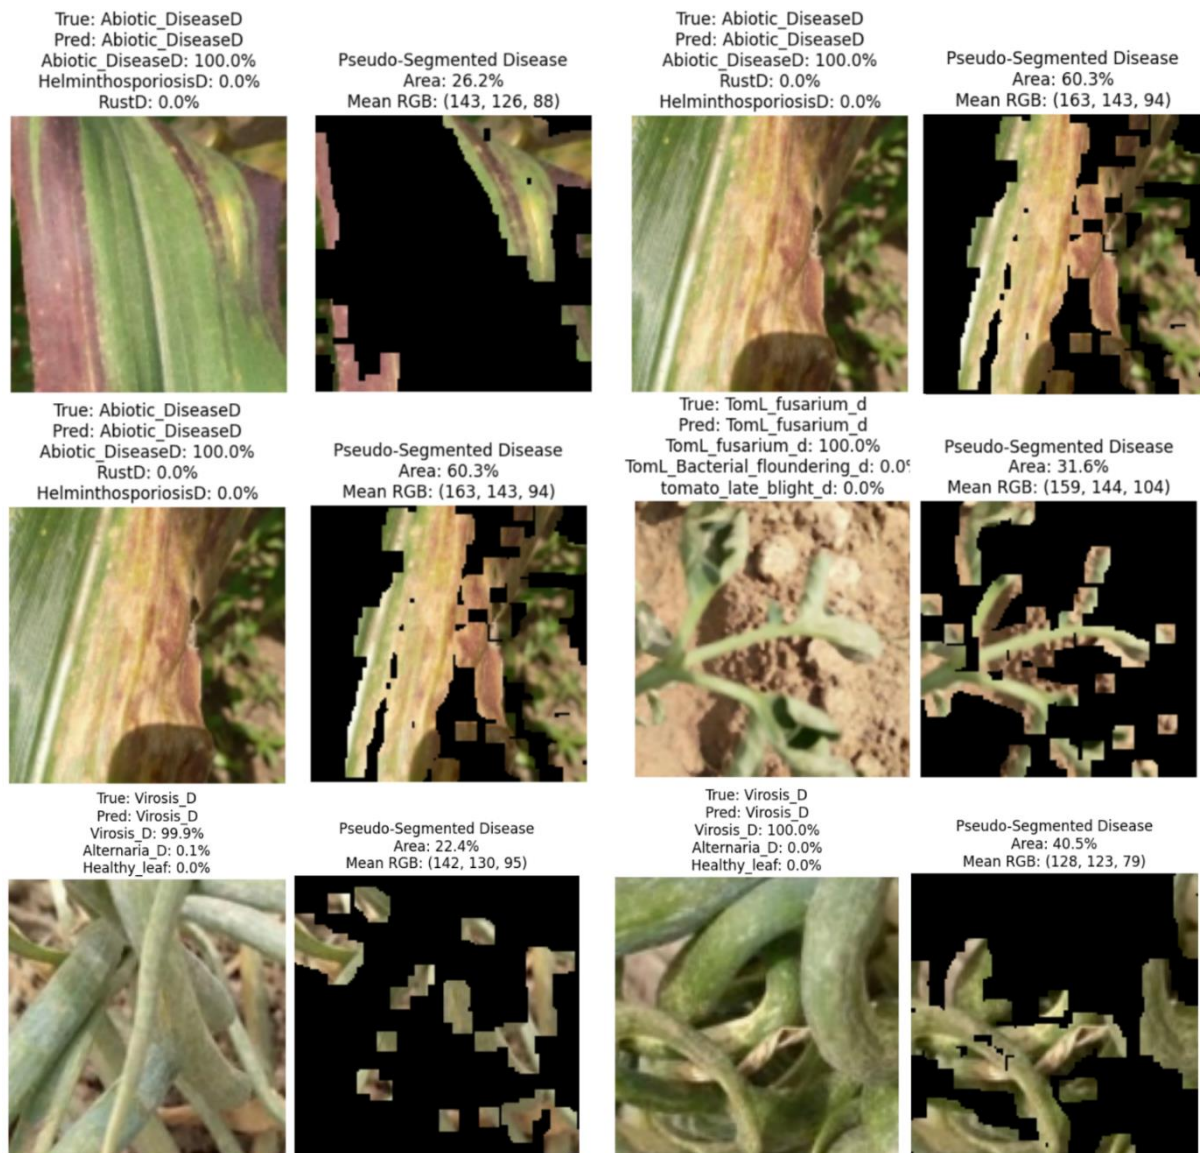 True: Abiotic_DiseaseD
Pred: Abiotic_DiseaseD
Abiotic_DiseaseD: 100.0%
HelminthosporiosisD: 0.0%
RustD: 0.0%
Pseudo-Segmented Disease
Area: 26.2%
Mean RGB: (143, 126, 88)
True: Abiotic_DiseaseD
Pred: Abiotic_DiseaseD
Abiotic_DiseaseD: 100.0%
RustD: 0.0%
HelminthosporiosisD: 0.0%
Pseudo-Segmented Disease
Area: 60.3%
Mean RGB: (163, 143, 94)
True: Abiotic_DiseaseD
Pred: Abiotic_DiseaseD
Abiotic_DiseaseD: 100.0%
RustD: 0.0%
HelminthosporiosisD: 0.0%
Pseudo-Segmented Disease
Area: 60.3%
Mean RGB: (163, 143, 94)
True: TomL_fusarium_d
Pred: TomL_fusarium_d
TomL_fusarium_d: 100.0%
TomL_Bacterial_floundering_d: 0.0%
tomato_late_blight_d: 0.0%
Pseudo-Segmented Disease
Area: 31.6%
Mean RGB: (159, 144, 104)
True: Virosis_D
Pred: Virosis_D
Virosis_D: 99.9%
Alternaria_D: 0.1%
Healthy_leaf: 0.0%
Pseudo-Segmented Disease
Area: 22.4%
Mean RGB: (142, 130, 95)
True: Virosis_D
Pred: Virosis_D
Virosis_D: 100.0%
Alternaria_D: 0.0%
Healthy_leaf: 0.0%
Pseudo-Segmented Disease
Area: 40.5%
Mean RGB: (128, 123, 79)